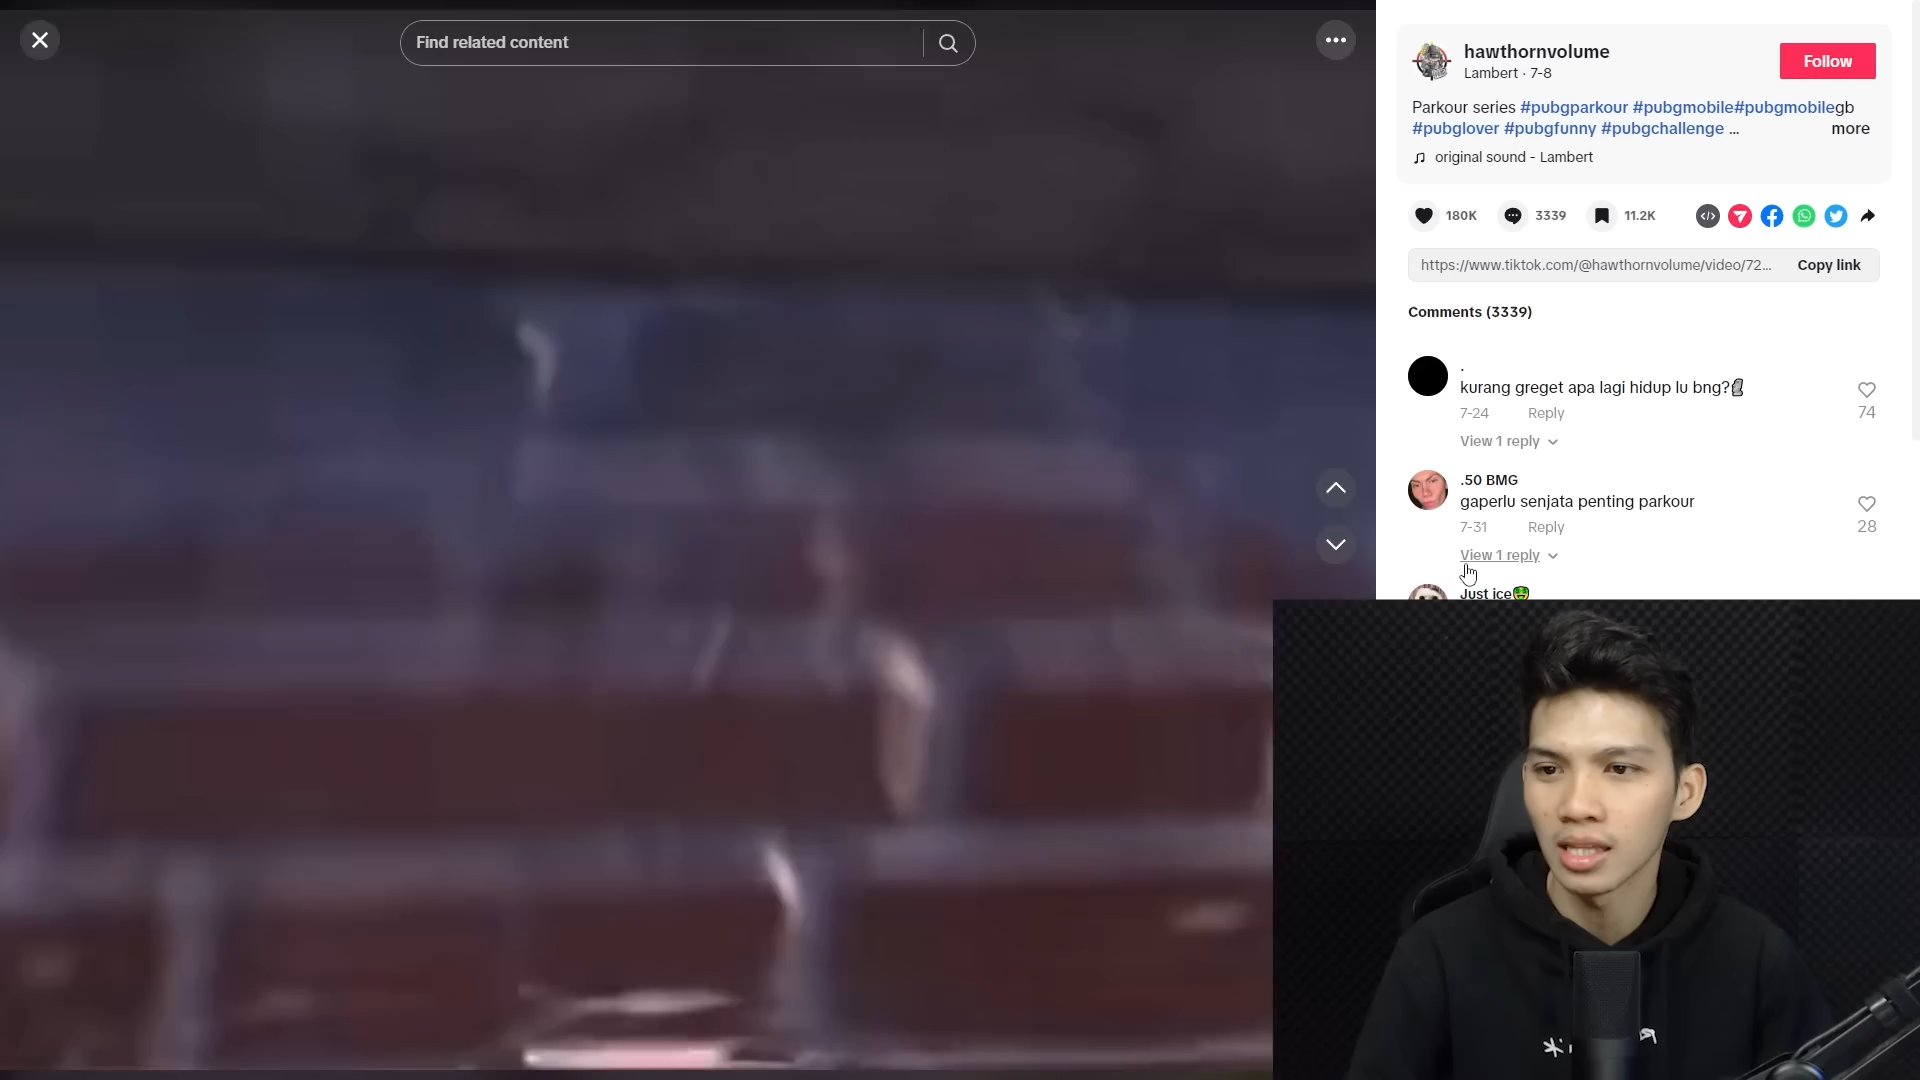 Find related content
hawthornvolume
Lambert · 7-8
Follow
Parkour series #pubgparkour #pubgmobile#pubgmobilegb
#pubglover #pubgfunny #pubgchallenge ... more
original sound - Lambert
180K 3339 11.2K
https://www.tiktok.com/@hawthornvolume/video/72... Copy link
Comments (3339)
.
kurang greget apa lagi hidup lu bng?🗿
74
7-24 Reply
View 1 reply
.50 BMG
gaperlu senjata penting parkour
28
7-31 Reply
View 1 reply
Just ice🤑